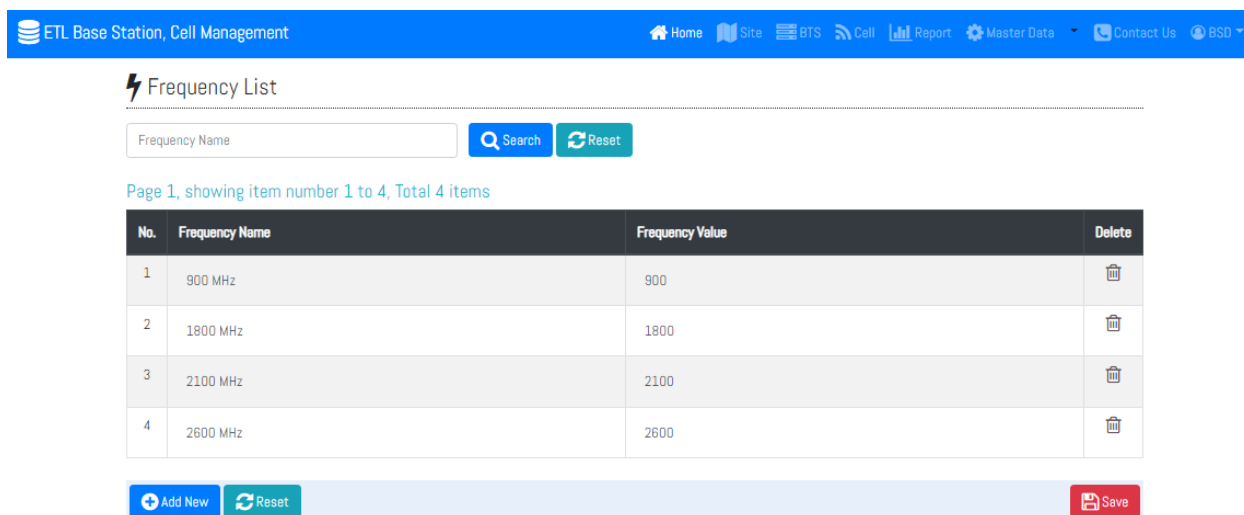 ETL Base Station, Cell Management Home Site BTS Cell Report Master Data Contact Us BSD
Frequency List
Frequency Name Search Reset
Page 1, showing item number 1 to 4, Total 4 items
No. Frequency Name Frequency Value Delete
1 900 MHz 900
2 1800 MHz 1800
3 2100 MHz 2100
4 2600 MHz 2600
Add New Reset Save